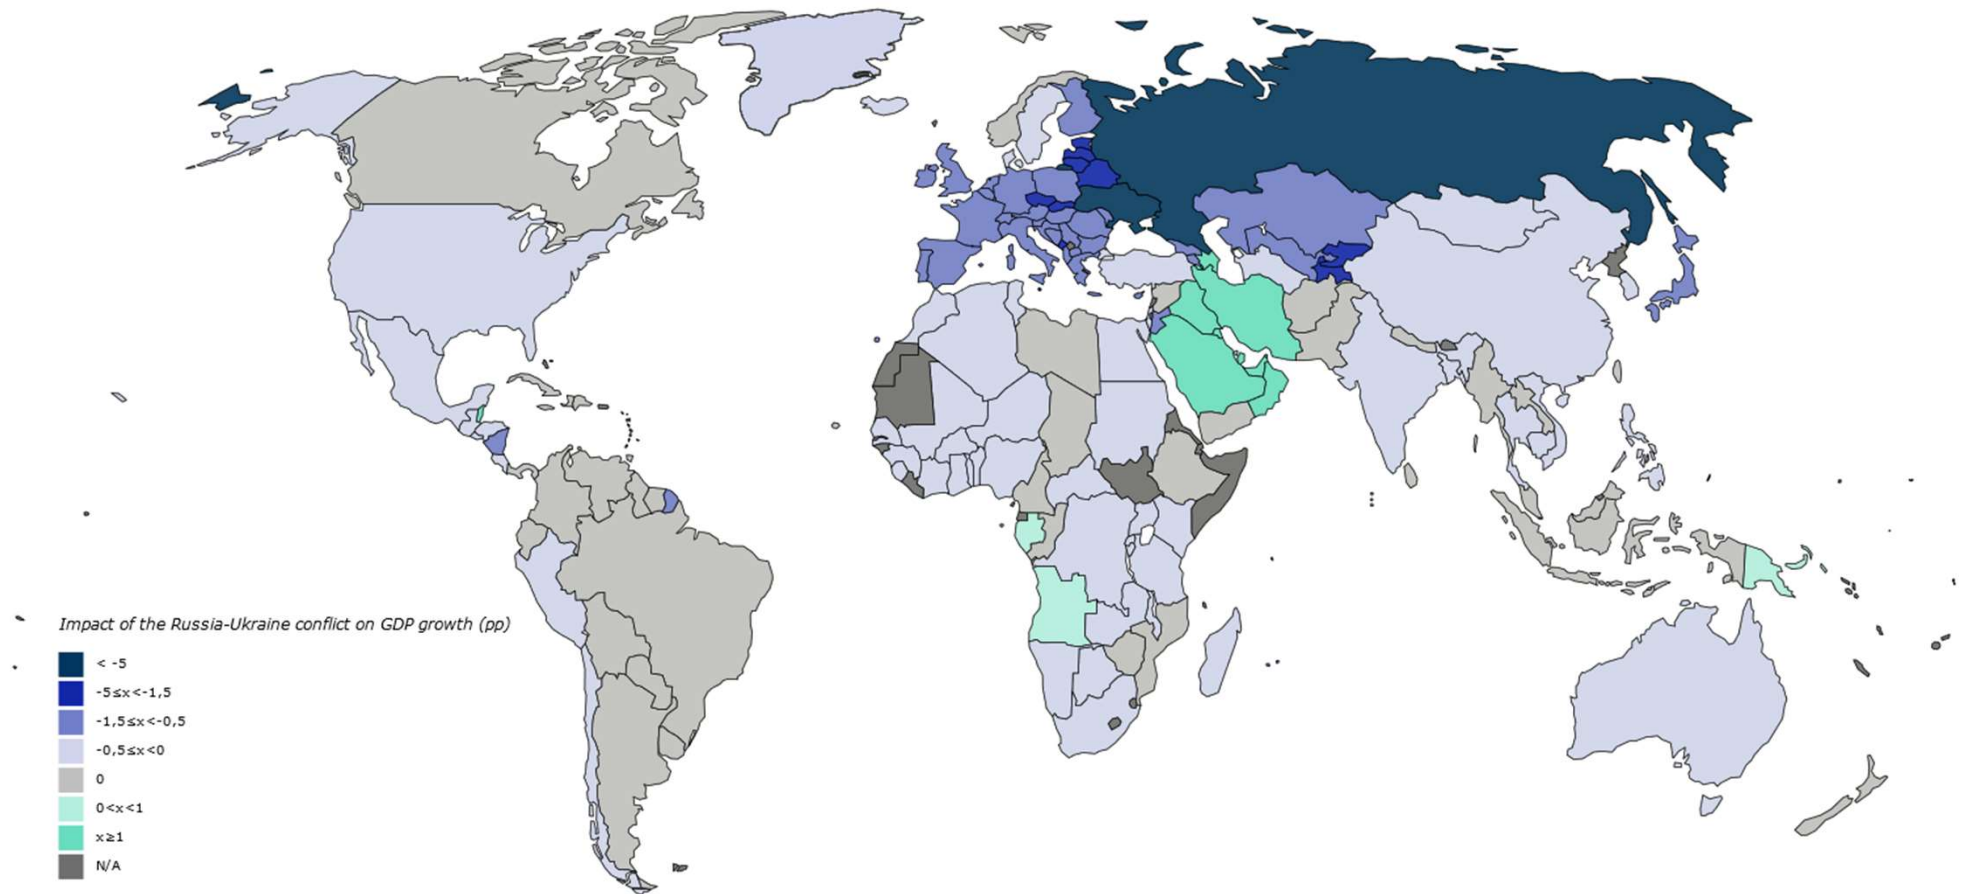 Impact of the Russia-Ukraine conflict on GDP growth (pp)
< -5
-5≤x<-1,5
-1,5≤x<-0,5
-0,5≤x<0
0
0<x<1
x≥1
N/A